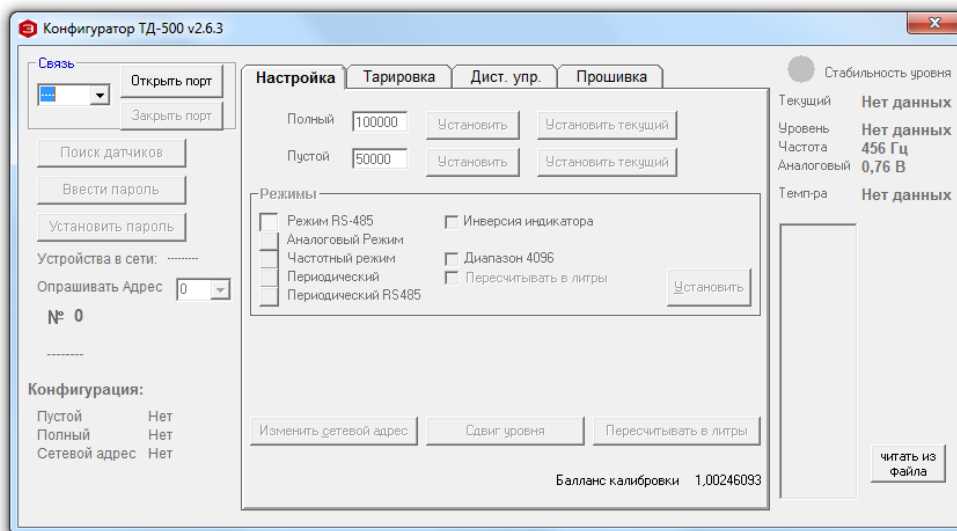 Конфигуратор ТД-500 v2.6.3
Связь
----
Открыть порт
Закрыть порт
Поиск датчиков
Ввести пароль
Установить пароль
Устройства в сети: --------
Опрашивать Адрес 0
№ 0
--------
Конфигурация:
Пустой Нет
Полный Нет
Сетевой адрес Нет
Настройка Тарировка Дист. упр. Прошивка
Полный 100000 Установить Установить текущий
Пустой 50000 Установить Установить текущий
Режимы
Режим RS-485
Аналоговый Режим
Частотный режим
Периодический
Периодический RS485
Инверсия индикатора
Диапазон 4096
Пересчитывать в литры
Установить
Изменить сетевой адрес Сдвиг уровня Пересчитывать в литры
Балланс калибровки 1,00246093
Стабильность уровня
Текущий Нет данных
Уровень Нет данных
Частота 456 Гц
Аналоговый 0,76 В
Темп-ра Нет данных
читать из
файла